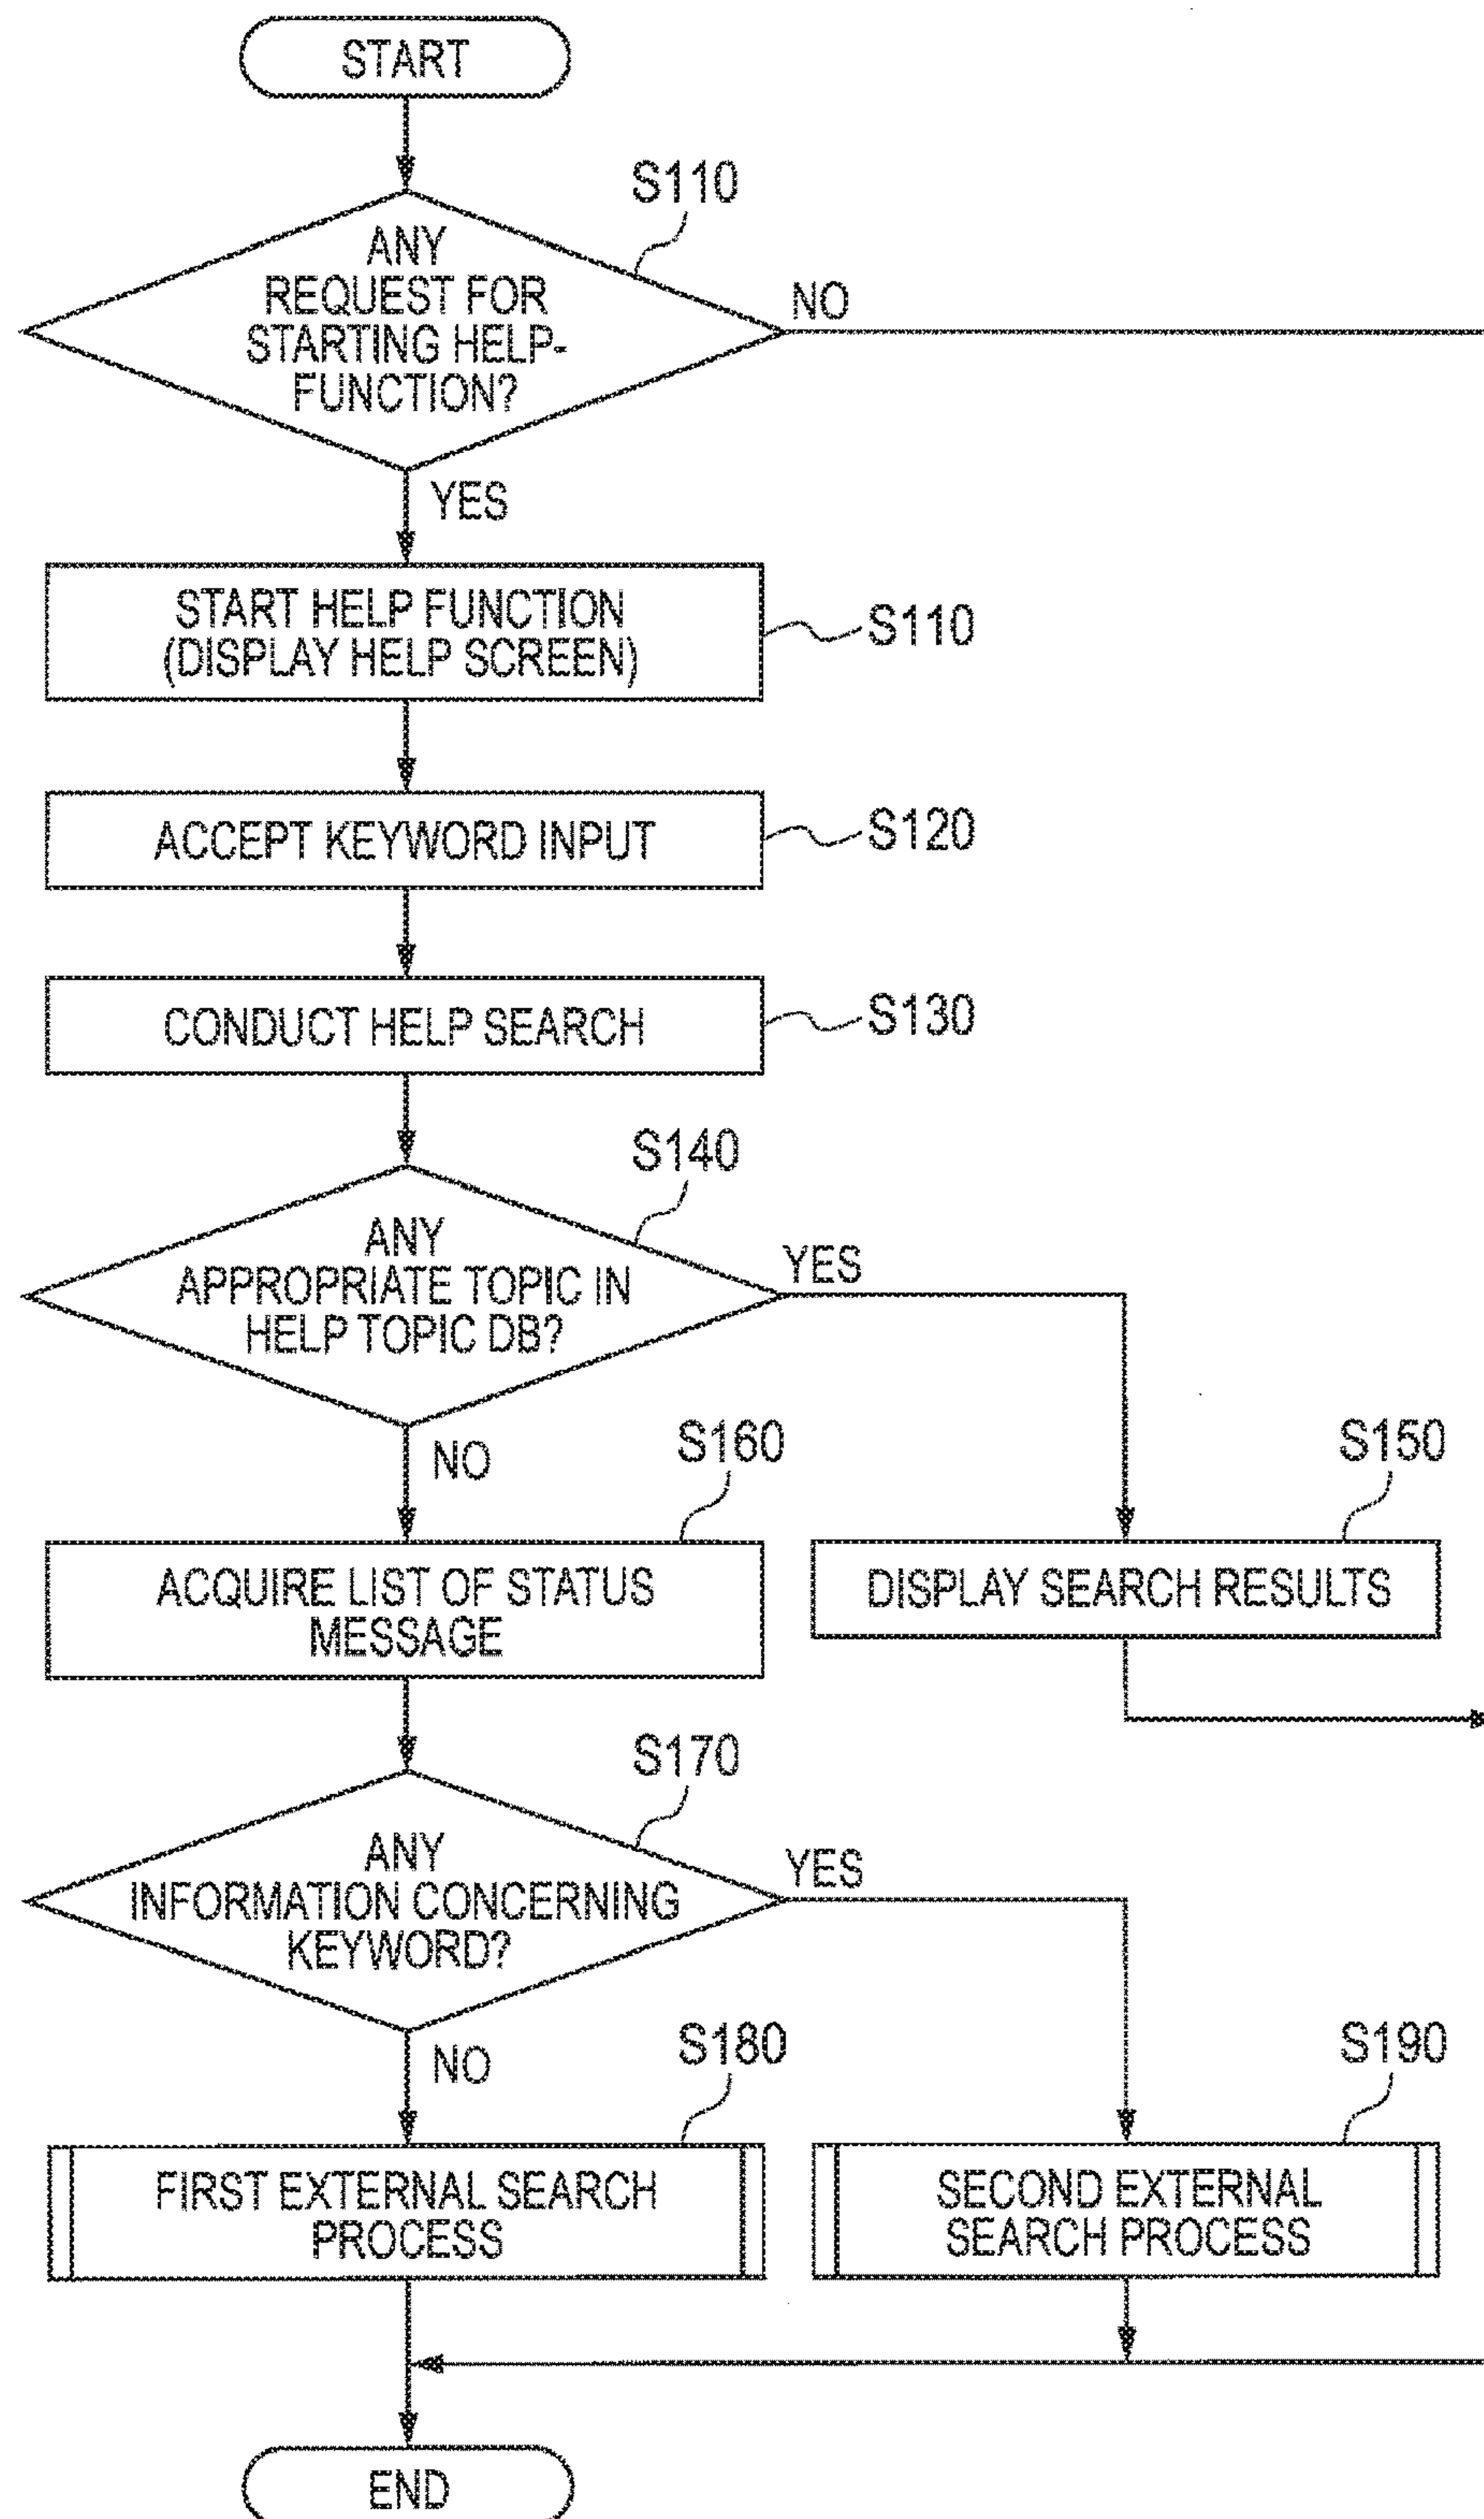 START
S110
ANY
REQUEST FOR
STARTING HELP-
FUNCTION?
NO
YES
START HELP FUNCTION
(DISPLAY HELP SCREEN)
S110
ACCEPT KEYWORD INPUT
S120
CONDUCT HELP SEARCH
S130
S140
ANY
APPROPRIATE TOPIC IN
HELP TOPIC DB?
YES
NO
S160
S150
ACQUIRE LIST OF STATUS
MESSAGE
DISPLAY SEARCH RESULTS
S170
ANY
INFORMATION CONCERNING
KEYWORD?
YES
NO
S180
S190
FIRST EXTERNAL SEARCH
PROCESS
SECOND EXTERNAL
SEARCH PROCESS
END